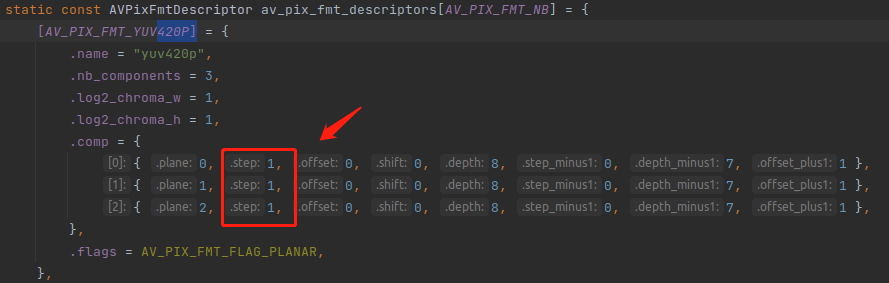 static const AVPixFmtDescriptor av_pix_fmt_descriptors[AV_PIX_FMT_NB] = {
[AV_PIX_FMT_YUV420P] = {
.name = "yuv420p",
.nb_components = 3,
.log2_chroma_w = 1,
.log2_chroma_h = 1,
.comp = {
[0]: { .plane: 0, .step: 1, .offset: 0, .shift: 0, .depth: 8, .step_minus1: 0, .depth_minus1: 7, .offset_plus1: 1 },
[1]: { .plane: 1, .step: 1, .offset: 0, .shift: 0, .depth: 8, .step_minus1: 0, .depth_minus1: 7, .offset_plus1: 1 },
[2]: { .plane: 2, .step: 1, .offset: 0, .shift: 0, .depth: 8, .step_minus1: 0, .depth_minus1: 7, .offset_plus1: 1 },
},
.flags = AV_PIX_FMT_FLAG_PLANAR,
},